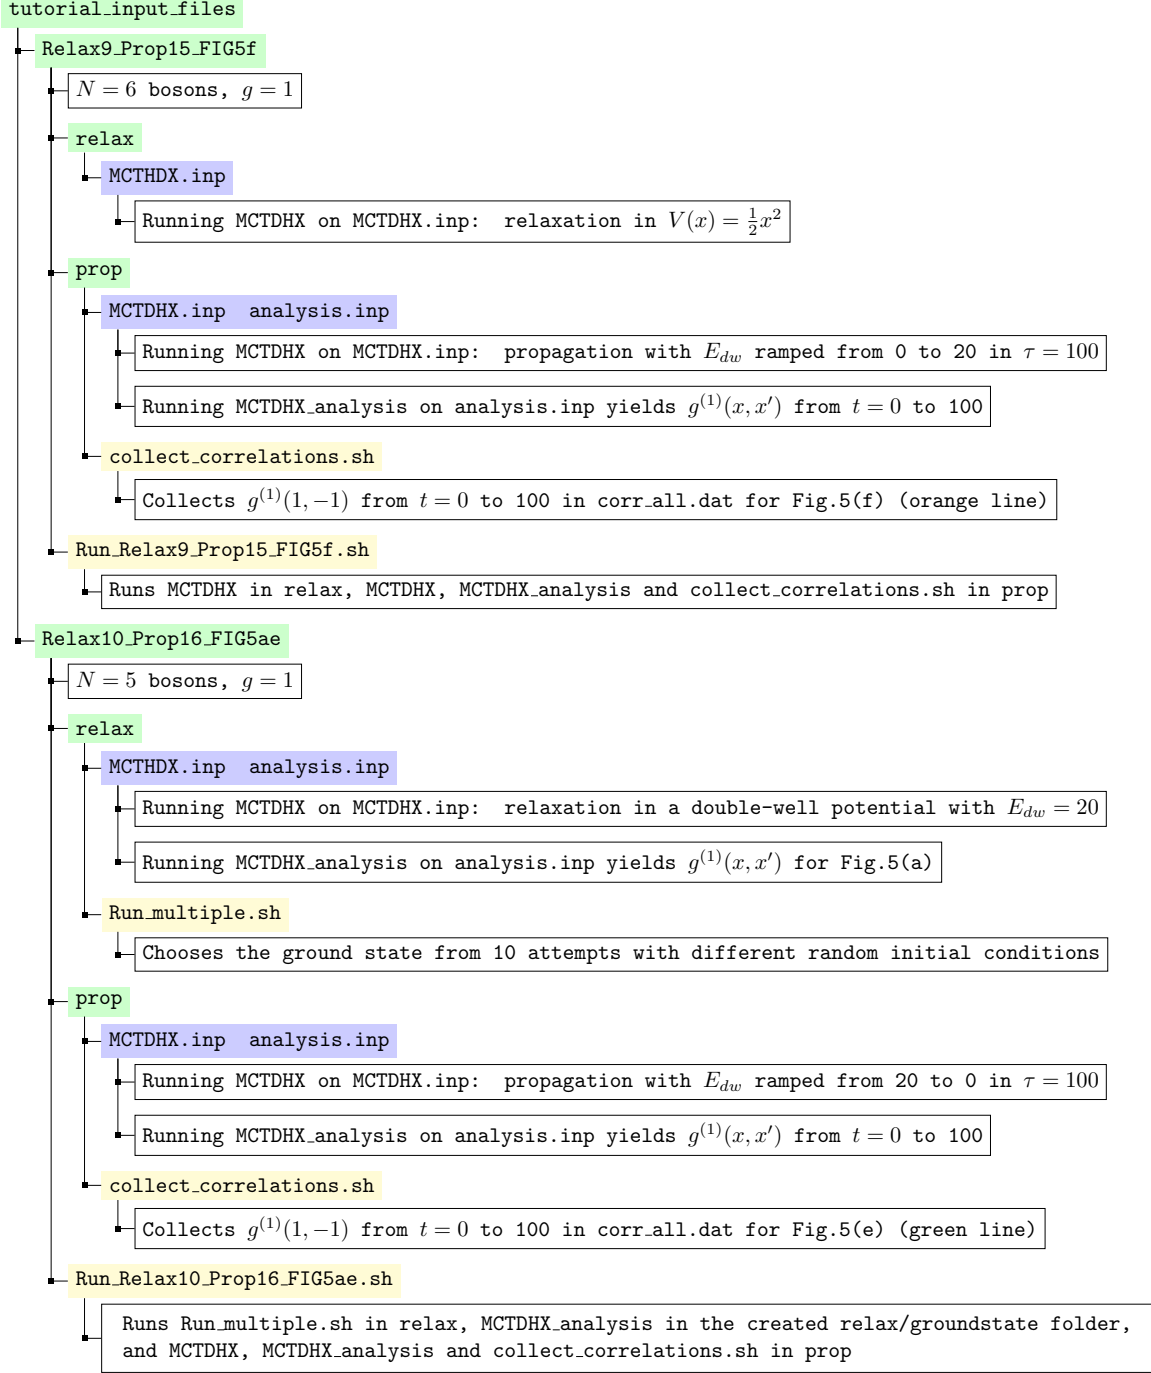 tutorial_input_files
Relax9_Prop15_FIG5f
N = 6 bosons, g = 1
relax
MCTHDX.inp
Running MCTDHX on MCTDHX.inp: relaxation in V(x) = ½x²
prop
MCTDHX.inp analysis.inp
Running MCTDHX on MCTDHX.inp: propagation with E_{dw} ramped from 0 to 20 in τ = 100
Running MCTDHX_analysis on analysis.inp yields g^{(1)}(x, x′) from t = 0 to 100
collect_correlations.sh
Collects g^{(1)}(1, −1) from t = 0 to 100 in corr_all.dat for Fig.5(f) (orange line)
Run_Relax9_Prop15_FIG5f.sh
Runs MCTDHX in relax, MCTDHX, MCTDHX_analysis and collect_correlations.sh in prop
Relax10_Prop16_FIG5ae
N = 5 bosons, g = 1
relax
MCTHDX.inp analysis.inp
Running MCTDHX on MCTDHX.inp: relaxation in a double-well potential with E_{dw} = 20
Running MCTDHX_analysis on analysis.inp yields g^{(1)}(x, x′) for Fig.5(a)
Run_multiple.sh
Chooses the ground state from 10 attempts with different random initial conditions
prop
MCTDHX.inp analysis.inp
Running MCTDHX on MCTDHX.inp: propagation with E_{dw} ramped from 20 to 0 in τ = 100
Running MCTDHX_analysis on analysis.inp yields g^{(1)}(x, x′) from t = 0 to 100
collect_correlations.sh
Collects g^{(1)}(1, −1) from t = 0 to 100 in corr_all.dat for Fig.5(e) (green line)
Run_Relax10_Prop16_FIG5ae.sh
Runs Run_multiple.sh in relax, MCTDHX_analysis in the created relax/groundstate folder,
and MCTDHX, MCTDHX_analysis and collect_correlations.sh in prop